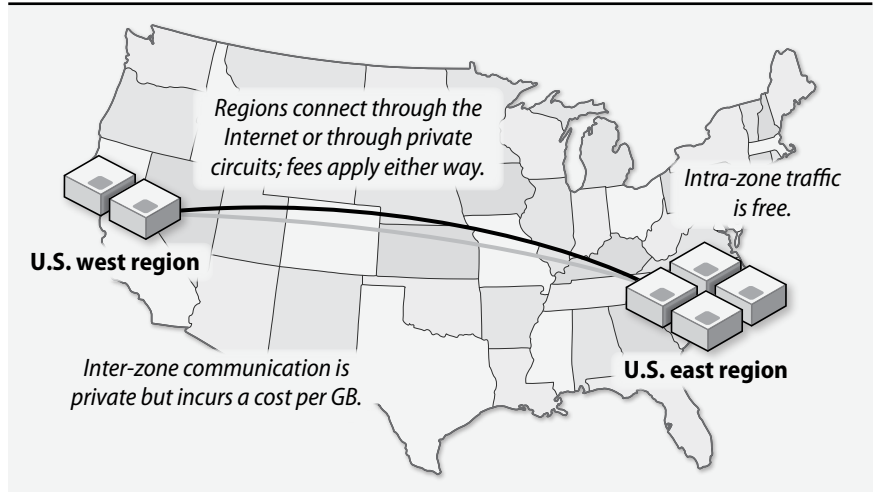 Regions connect through the
Internet or through private
circuits; fees apply either way.
Intra-zone traffic
is free.
U.S. west region
Inter-zone communication is
private but incurs a cost per GB.
U.S. east region